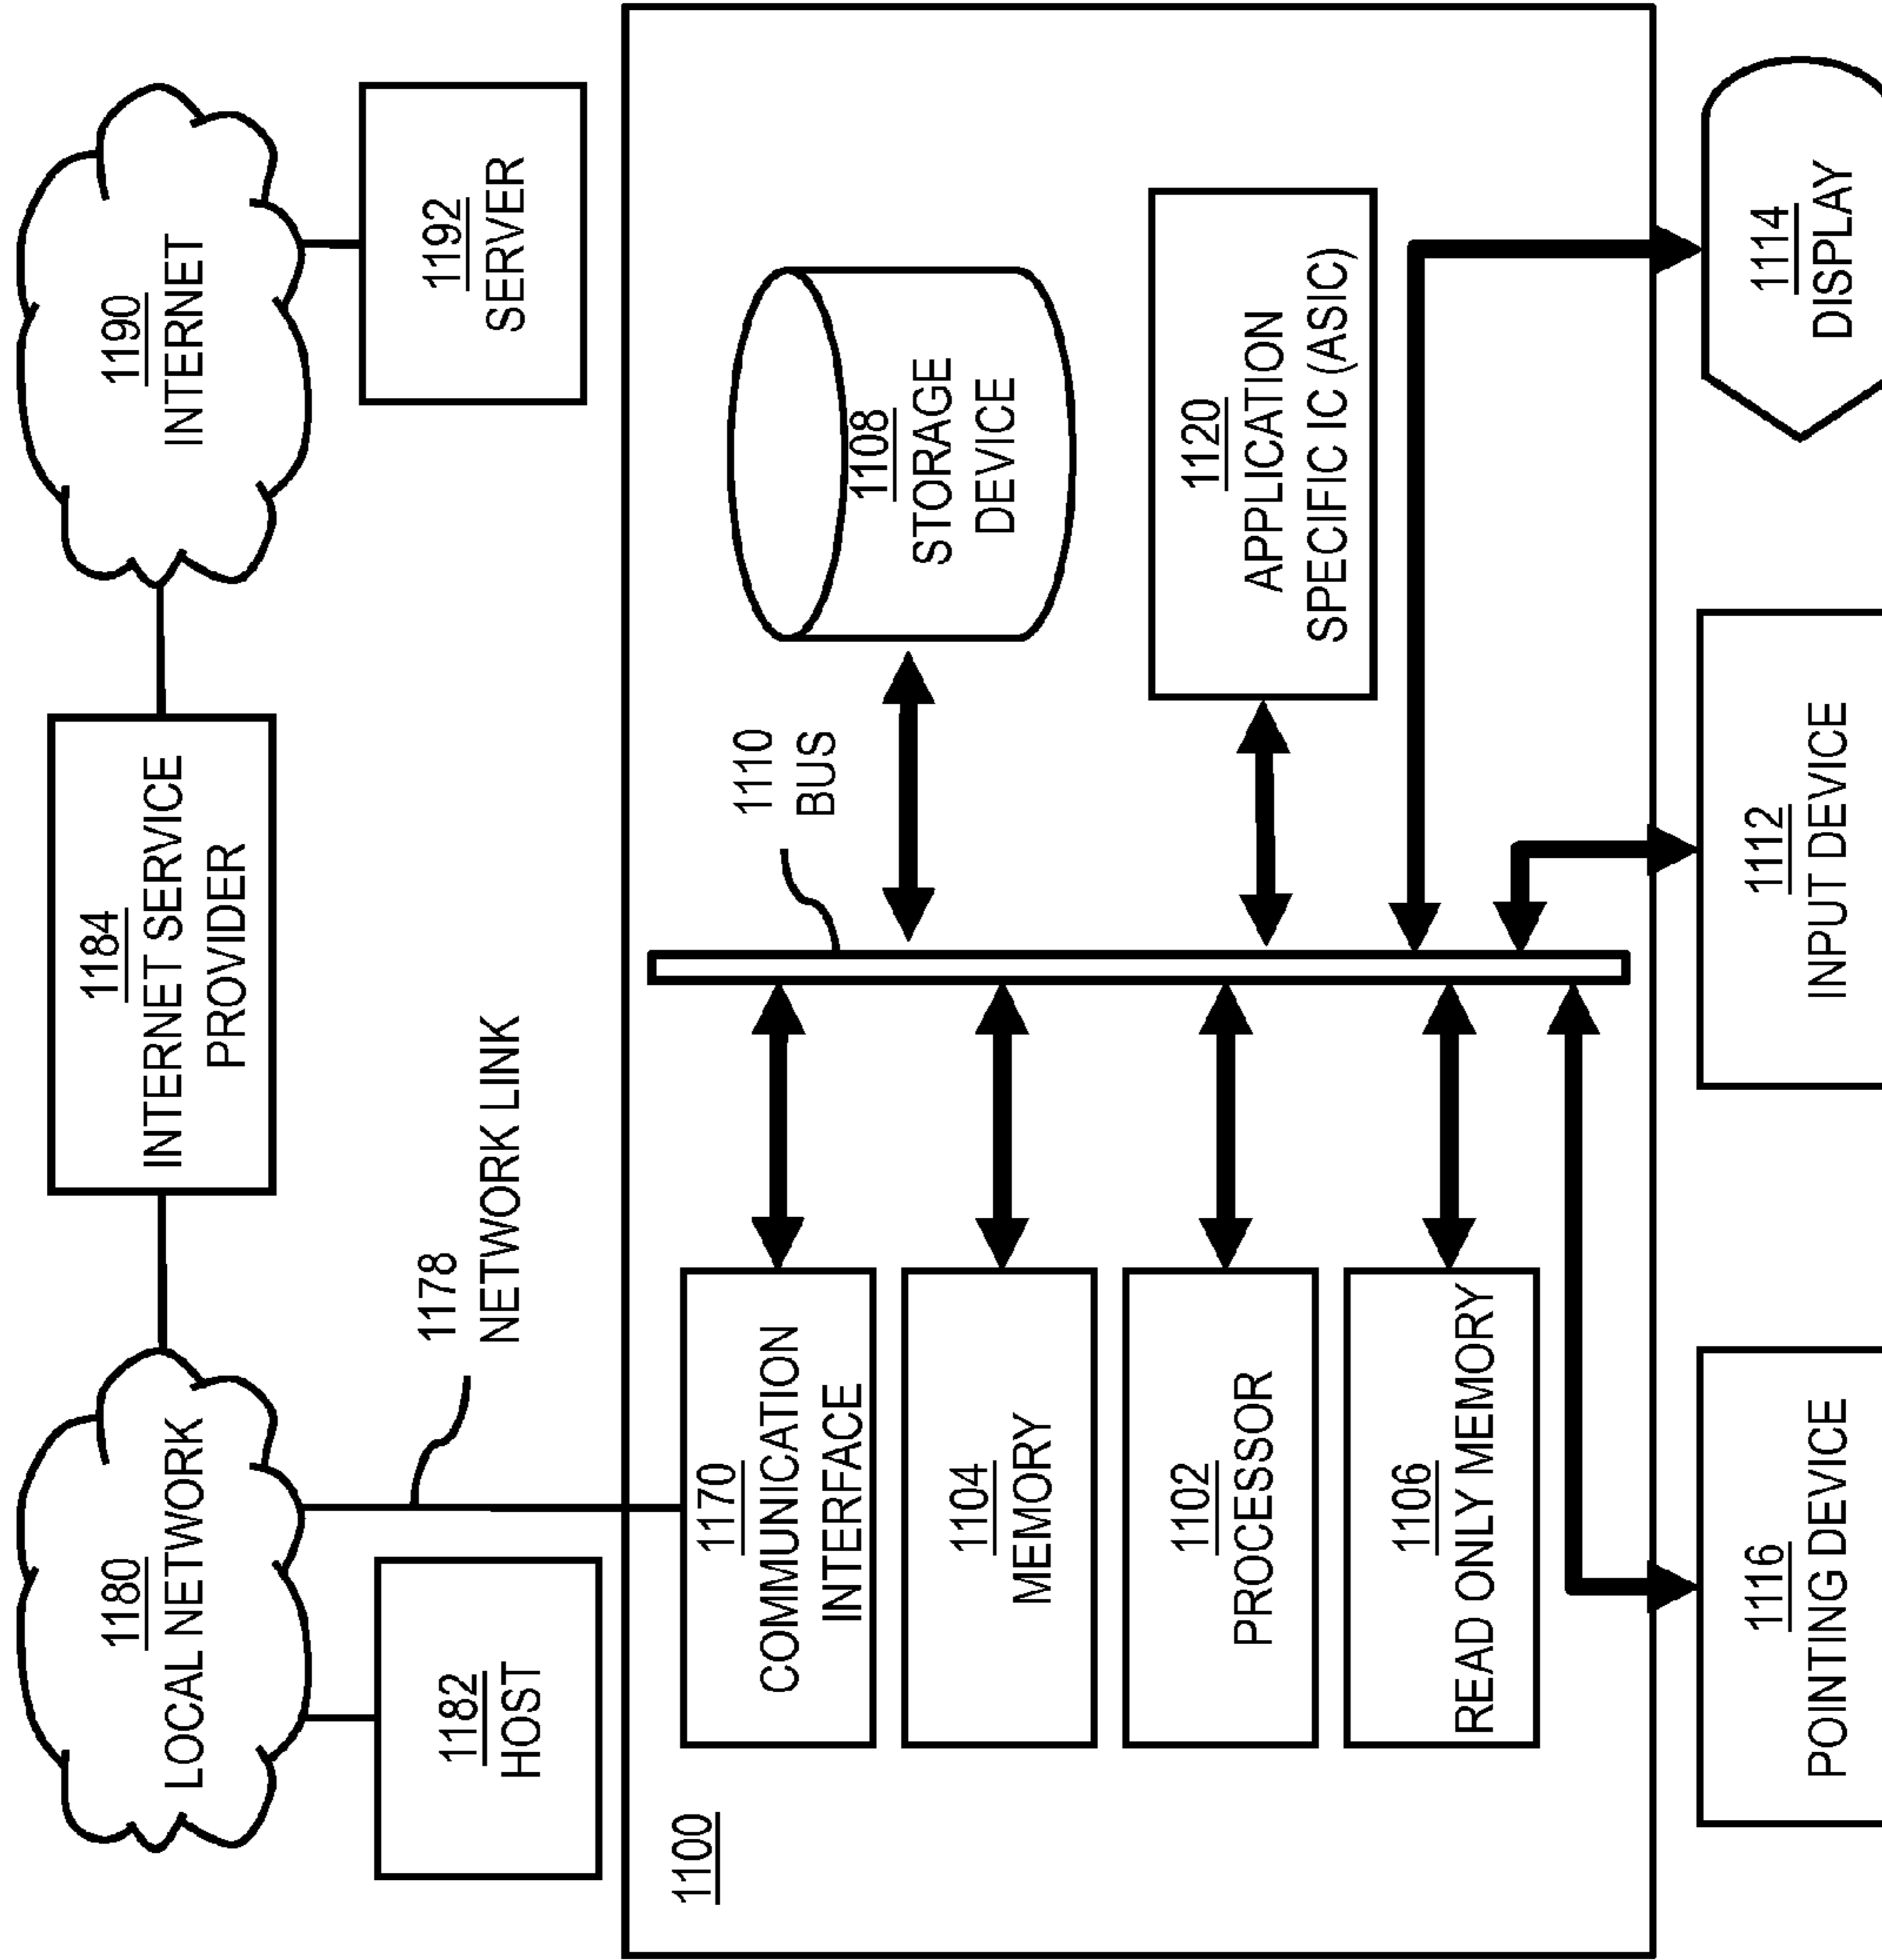 1180
LOCAL NETWORK
1184
INTERNET SERVICE
PROVIDER
1190
INTERNET
1182
HOST
1178
NETWORK LINK
1192
SERVER
1100
1170
COMMUNICATION
INTERFACE
1110
BUS
1108
STORAGE
DEVICE
1104
MEMORY
1102
PROCESSOR
1120
APPLICATION
SPECIFIC IC (ASIC)
1106
READ ONLY MEMORY
1116
POINTING DEVICE
1112
INPUT DEVICE
1114
DISPLAY